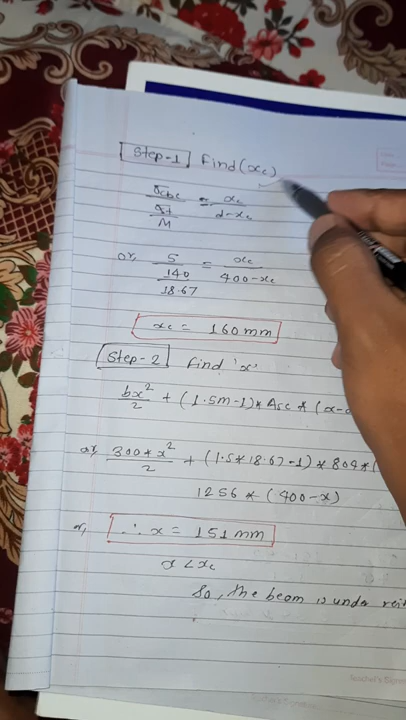 Step-1 Find (xc)
σcbc / (σst / M) = xc / (d-xc)
or, 5 / (140 / 18.67) = xc / (400-xc)
xc = 160 mm
Step-2 Find 'x'
bx²/2 + (1.5m-1)* Asc * (x-
or, 300*x²/2 + (1.5*18.67-1) * 804*(
1256 * (400-x)
or, ∴ x = 151 mm
x < xc
So, the beam is under